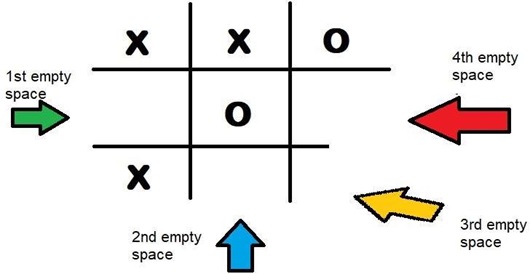 X X O
4th empty
space
1st empty
space
O
X
2nd empty
space
3rd empty
space